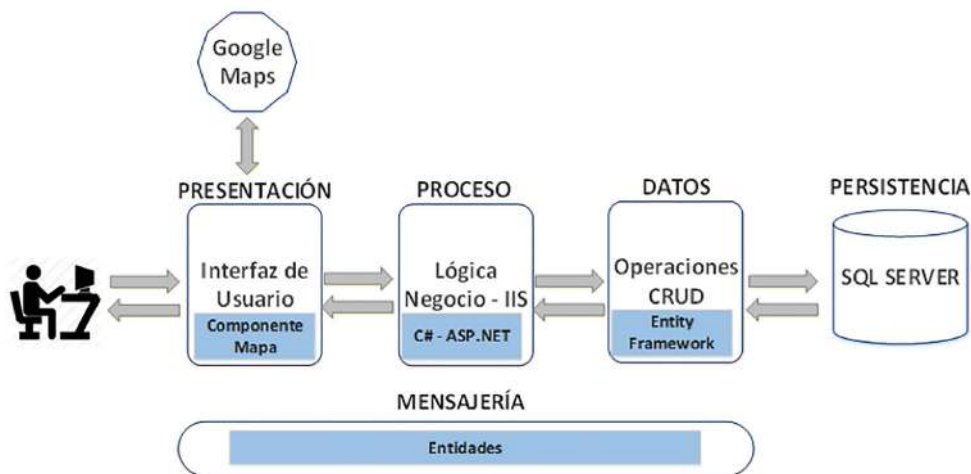 Google
Maps
PRESENTACIÓN
PROCESO
DATOS
PERSISTENCIA
Interfaz de
Usuario
Componente
Mapa
Lógica
Negocio - IIS
C# - ASP.NET
Operaciones
CRUD
Entity
Framework
SQL SERVER
MENSAJERÍA
Entidades